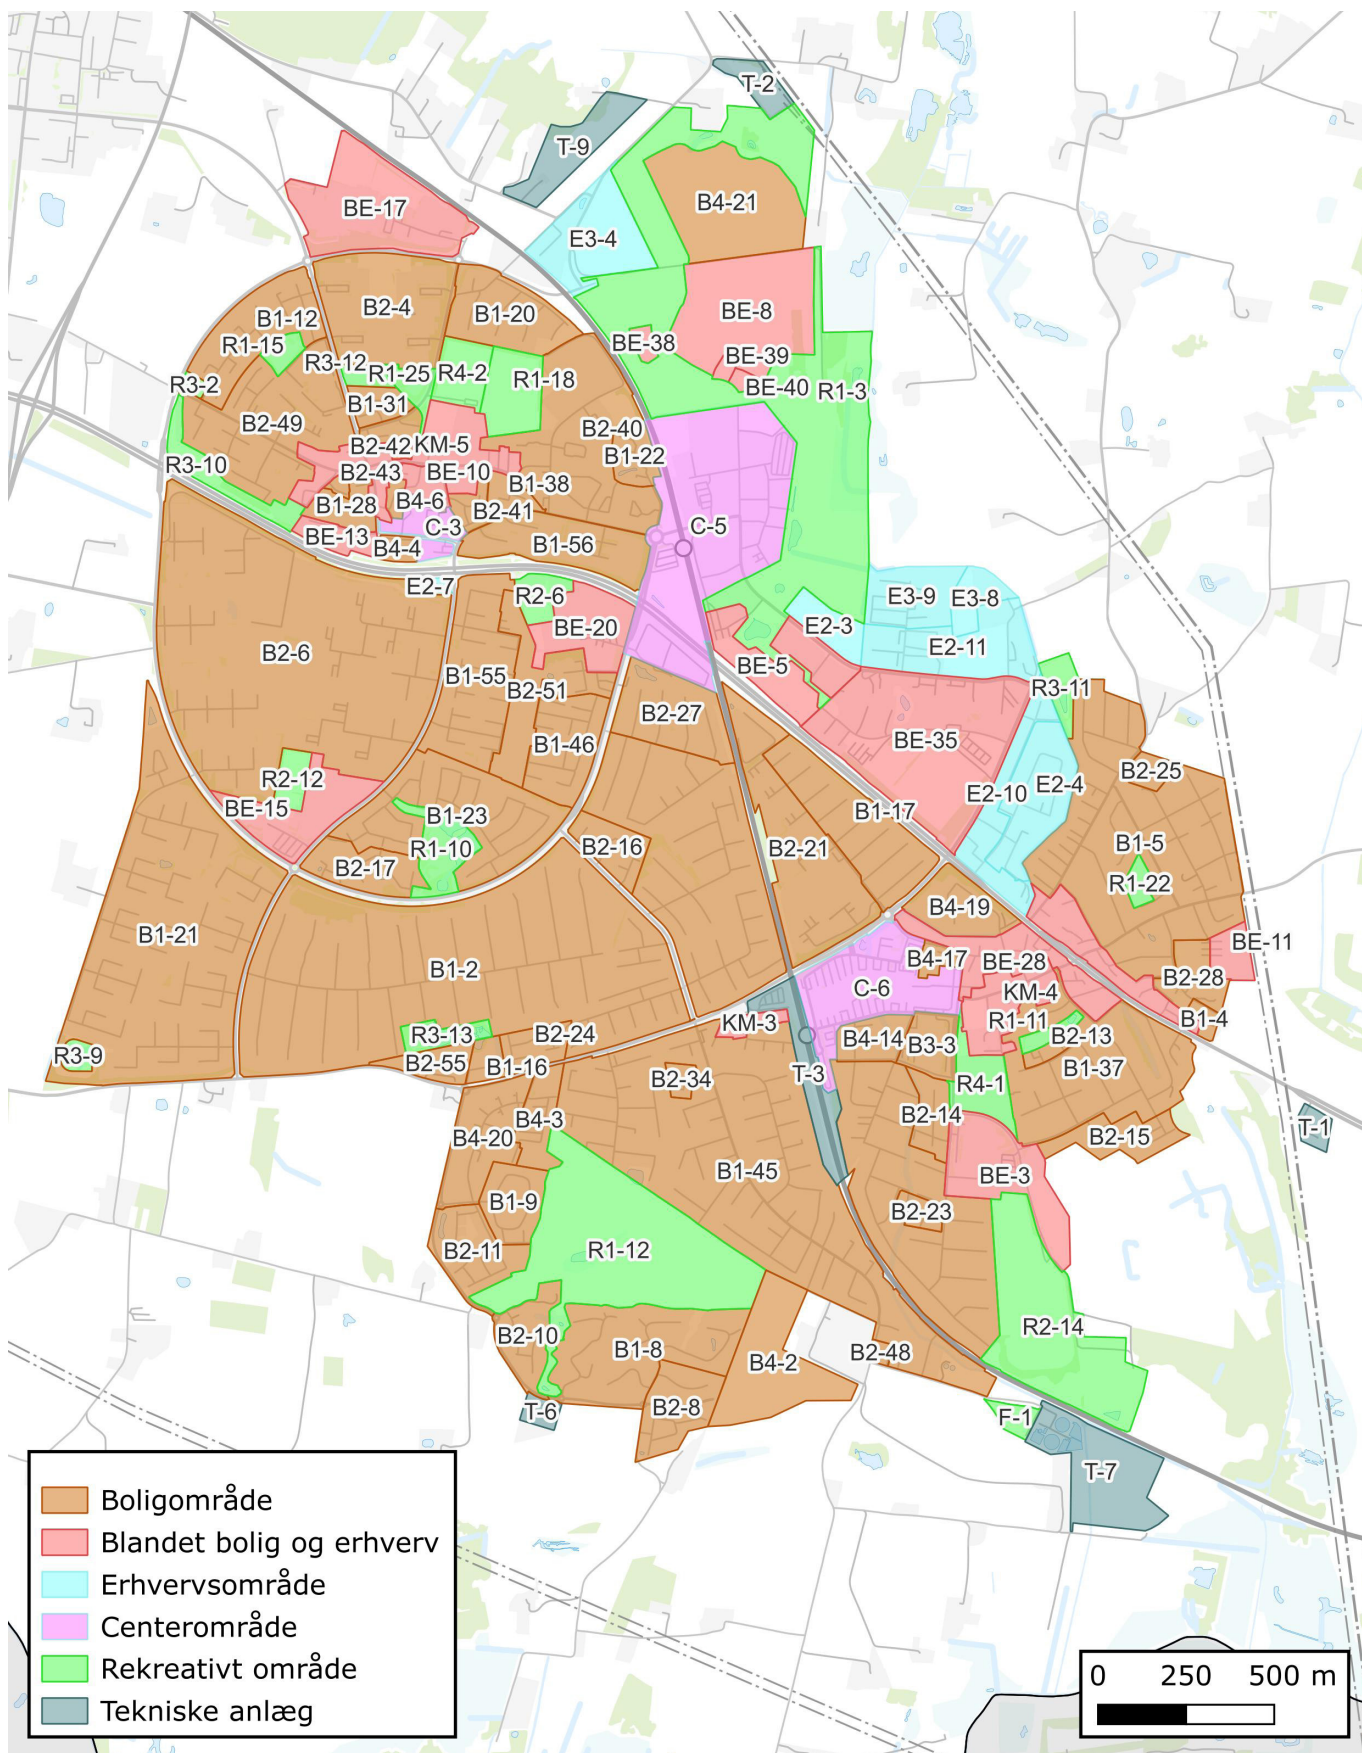 T-2
T-9
B4-21
BE-17
E3-4
B2-4
B1-20
BE-8
B1-12
R1-15
BE-38
BE-39
R3-12
R1-25
R4-2
R1-18
R3-2
BE-40
R1-3
B1-31
B2-49
B2-40
B2-42
KM-5
B1-22
R3-10
B2-43
BE-10
B1-38
B1-28
B4-6
B2-41
C-3
C-5
BE-13
B4-4
B1-56
E2-7
R2-6
E3-9
E3-8
BE-20
E2-3
E2-11
B2-6
BE-5
B1-55
B2-51
R3-11
B2-27
BE-35
B1-46
R2-12
B2-25
E2-4
E2-10
BE-15
B1-23
B1-17
B1-5
R1-10
B2-16
B2-21
B2-17
R1-22
B4-19
B1-21
BE-11
B4-17
BE-28
B1-2
B2-28
C-6
KM-4
KM-3
R1-11
B1-4
R3-13
B2-24
B4-14
B3-3
B2-13
R3-9
B2-55
B1-16
B1-37
T-3
B2-34
R4-1
B4-3
B2-14
T-1
B4-20
B2-15
B1-45
BE-3
B1-9
B2-23
B2-11
R1-12
R2-14
B2-10
B1-8
B4-2
B2-48
T-6
B2-8
F-1
T-7
Boligområde
Blandet bolig og erhverv
Erhvervsområde
Centerområde
Rekreativt område
Tekniske anlæg
0 250 500 m